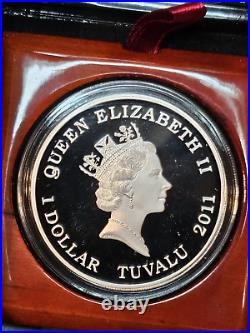 QUEEN ELIZABETH II
1 DOLLAR TUVALU 2011